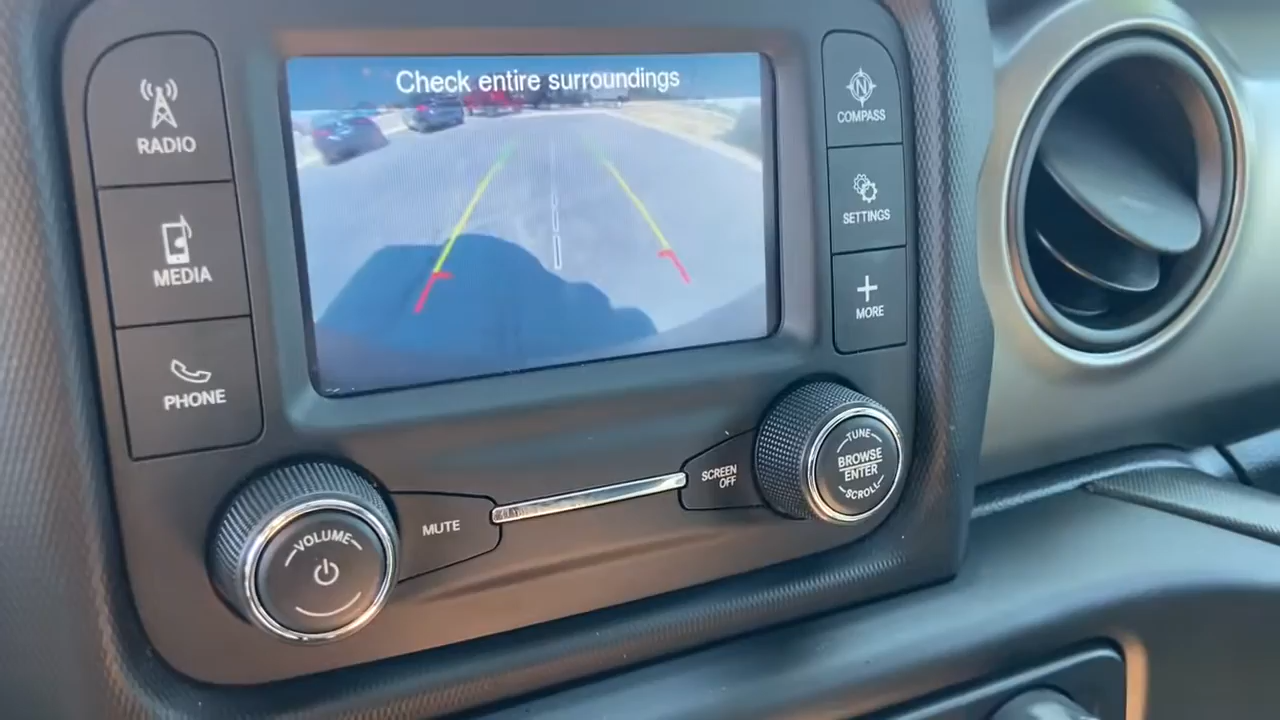 Check entire surroundings
RADIO
MEDIA
PHONE
N
COMPASS
SETTINGS
MORE
VOLUME
MUTE
SCREEN
OFF
TUNE
BROWSE
ENTER
SCROLL